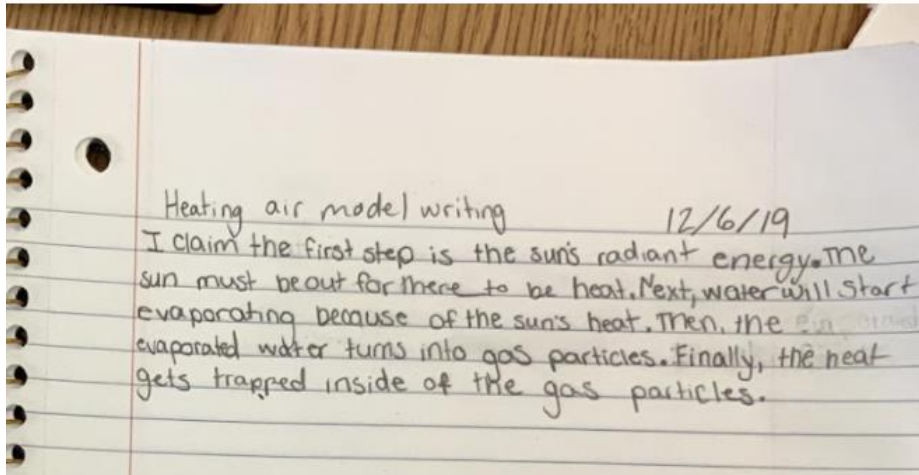 Heating air model writing 12/6/19
I claim the first step is the sun's radiant energy. The
sun must be out for there to be heat. Next, water will start
evaporating because of the sun's heat. Then, the
evaporated water turns into gas particles. Finally, the heat
gets trapped inside of the gas particles.